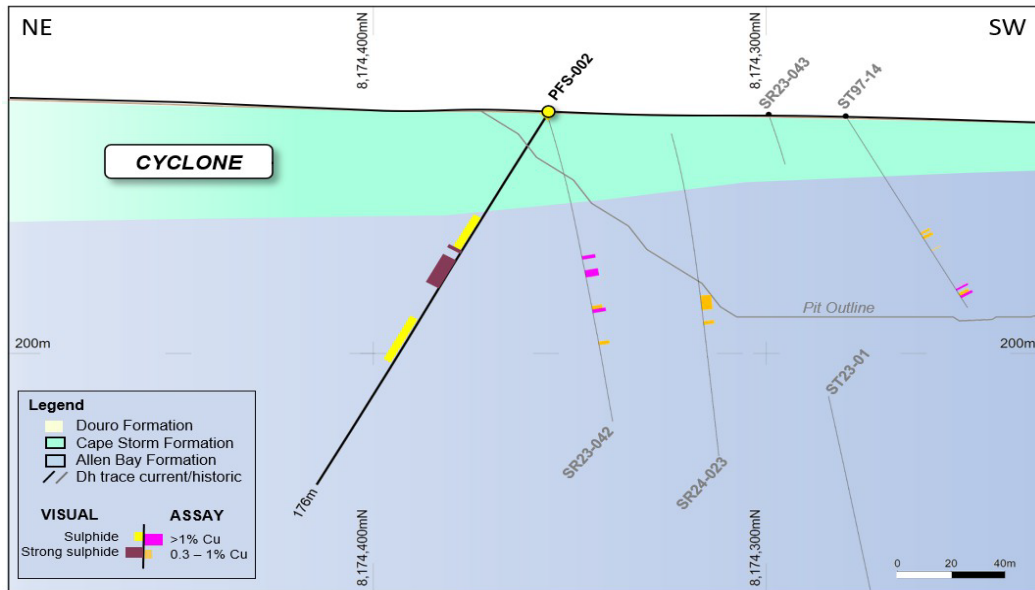 NE
SW
8,174,400mN
8,174,300mN
PFS-002
SR23-043
ST97-14
CYCLONE
Pit Outline
200m
200m
ST23-01
SR23-042
SR24-023
176m
Legend
Douro Formation
Cape Storm Formation
Allen Bay Formation
Dh trace current/historic
VISUAL ASSAY
Sulphide >1% Cu
Strong sulphide 0.3 – 1% Cu
8,174,400mN
8,174,300mN
0 20 40m